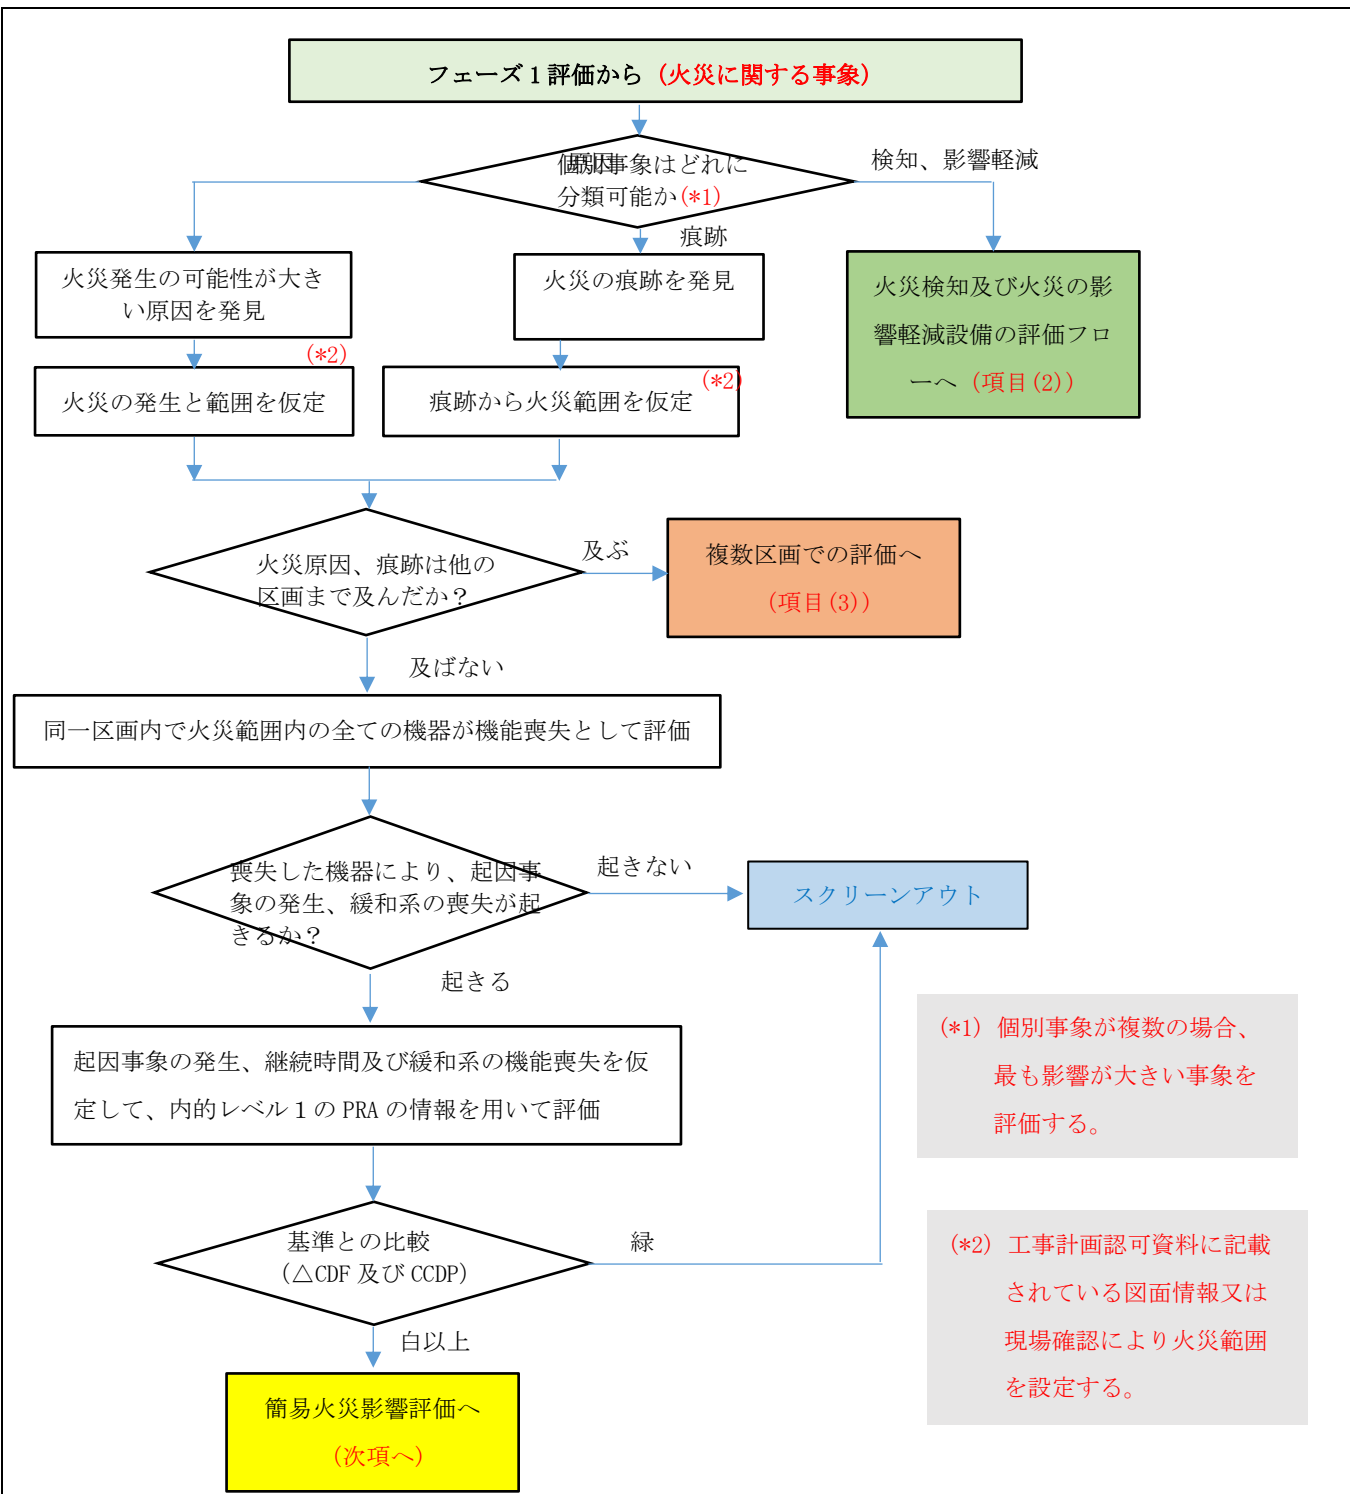 フェーズ1評価から（火災に関する事象）
原因
個別事象はどれに
分類可能か(*1)
検知、影響軽減
痕跡
火災発生の可能性が大き
い原因を発見
火災の痕跡を発見
火災検知及び火災の影
響軽減設備の評価フロ
ーへ（項目(2)）
(*2)
火災の発生と範囲を仮定
(*2)
痕跡から火災範囲を仮定
火災原因、痕跡は他の
区画まで及んだか？
及ぶ
複数区画での評価へ
（項目(3)）
及ばない
同一区画内で火災範囲内の全ての機器が機能喪失として評価
喪失した機器により、起因事
象の発生、緩和系の喪失が起
きるか？
起きない
スクリーンアウト
起きる
起因事象の発生、継続時間及び緩和系の機能喪失を仮
定して、内的レベル１の PRA の情報を用いて評価
(*1) 個別事象が複数の場合、
最も影響が大きい事象を
評価する。
基準との比較
（△CDF 及び CCDP）
緑
白以上
(*2) 工事計画認可資料に記載
されている図面情報又は
現場確認により火災範囲
を設定する。
簡易火災影響評価へ
（次項へ）